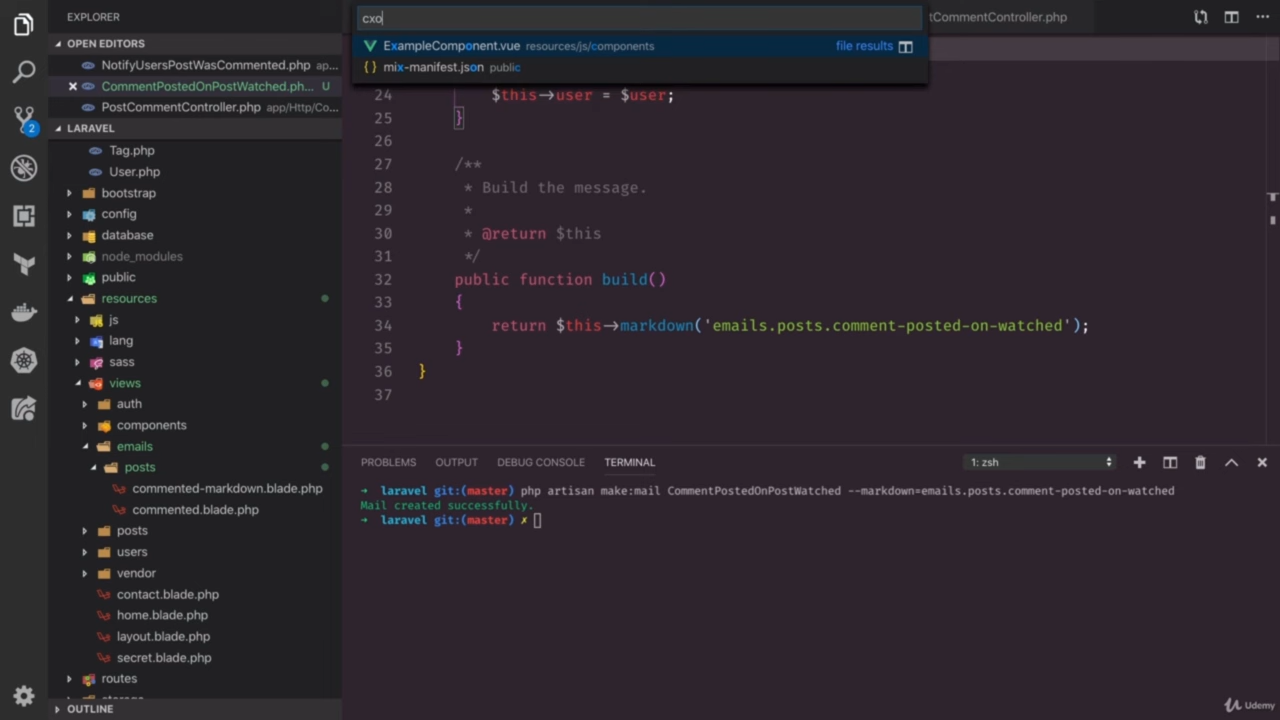 EXPLORER
OPEN EDITORS
NotifyUsersPostWasCommented.php ap...
CommentPostedOnPostWatched.ph... U
PostCommentController.php app/Http/Co...
LARAVEL
Tag.php
User.php
bootstrap
config
database
node_modules
public
resources
js
lang
sass
views
auth
components
emails
posts
commented-markdown.blade.php
commented.blade.php
posts
users
vendor
contact.blade.php
home.blade.php
layout.blade.php
secret.blade.php
routes
OUTLINE
2
cxo
tCommentController.php
ExampleComponent.vue resources/js/components file results
{ } mix-manifest.json public
24 $this→user = $user;
25 }
26
27 /**
28 * Build the message.
29 *
30 * @return $this
31 */
32 public function build()
33 {
34 return $this→markdown('emails.posts.comment-posted-on-watched');
35 }
36 }
37
PROBLEMS OUTPUT DEBUG CONSOLE TERMINAL 1: zsh
➜ laravel git:(master) php artisan make:mail CommentPostedOnPostWatched --markdown=emails.posts.comment-posted-on-watched
Mail created successfully.
➜ laravel git:(master) ✗
Udemy